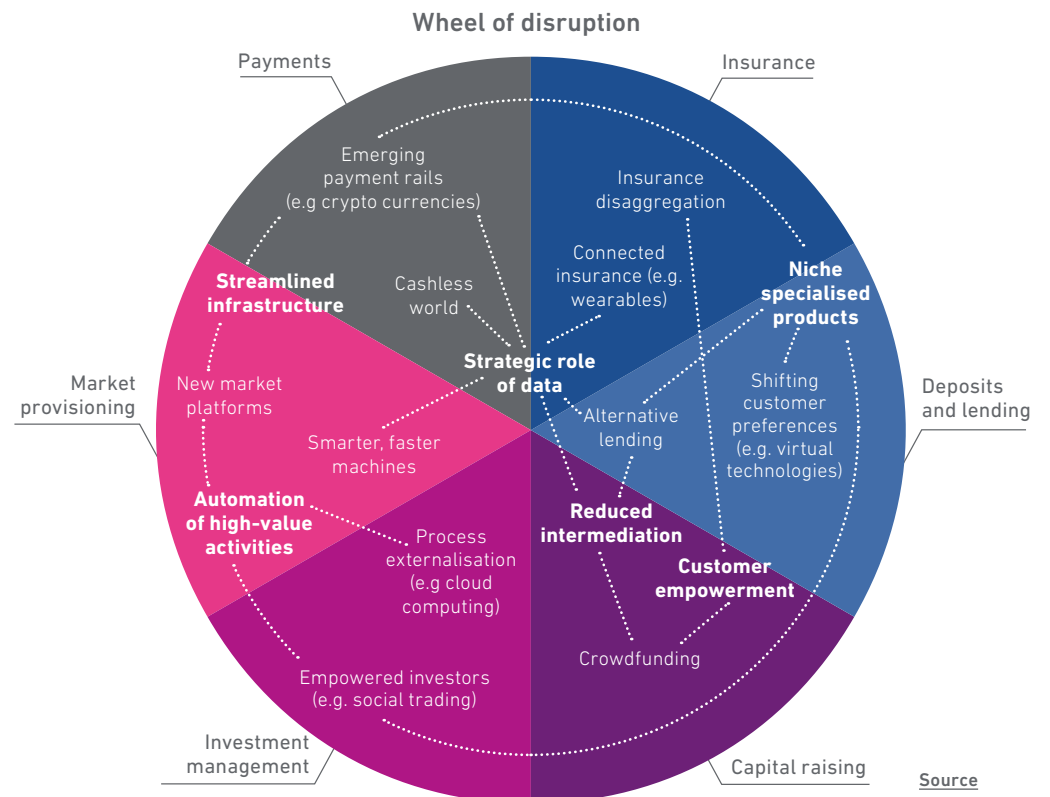 Wheel of disruption
Payments
Insurance
Emerging
payment rails
(e.g crypto currencies)
Insurance
disaggregation
Connected
insurance (e.g.
wearables)
Niche
specialised
products
Streamlined
infrastructure
Cashless
world
Strategic role
of data
Market
provisioning
New market
platforms
Smarter, faster
machines
Alternative
lending
Shifting
customer
preferences
(e.g. virtual
technologies)
Deposits
and lending
Automation
of high-value
activities
Process
externalisation
(e.g cloud
computing)
Reduced
intermediation
Customer
empowerment
Crowdfunding
Empowered investors
(e.g. social trading)
Investment
management
Capital raising
Source